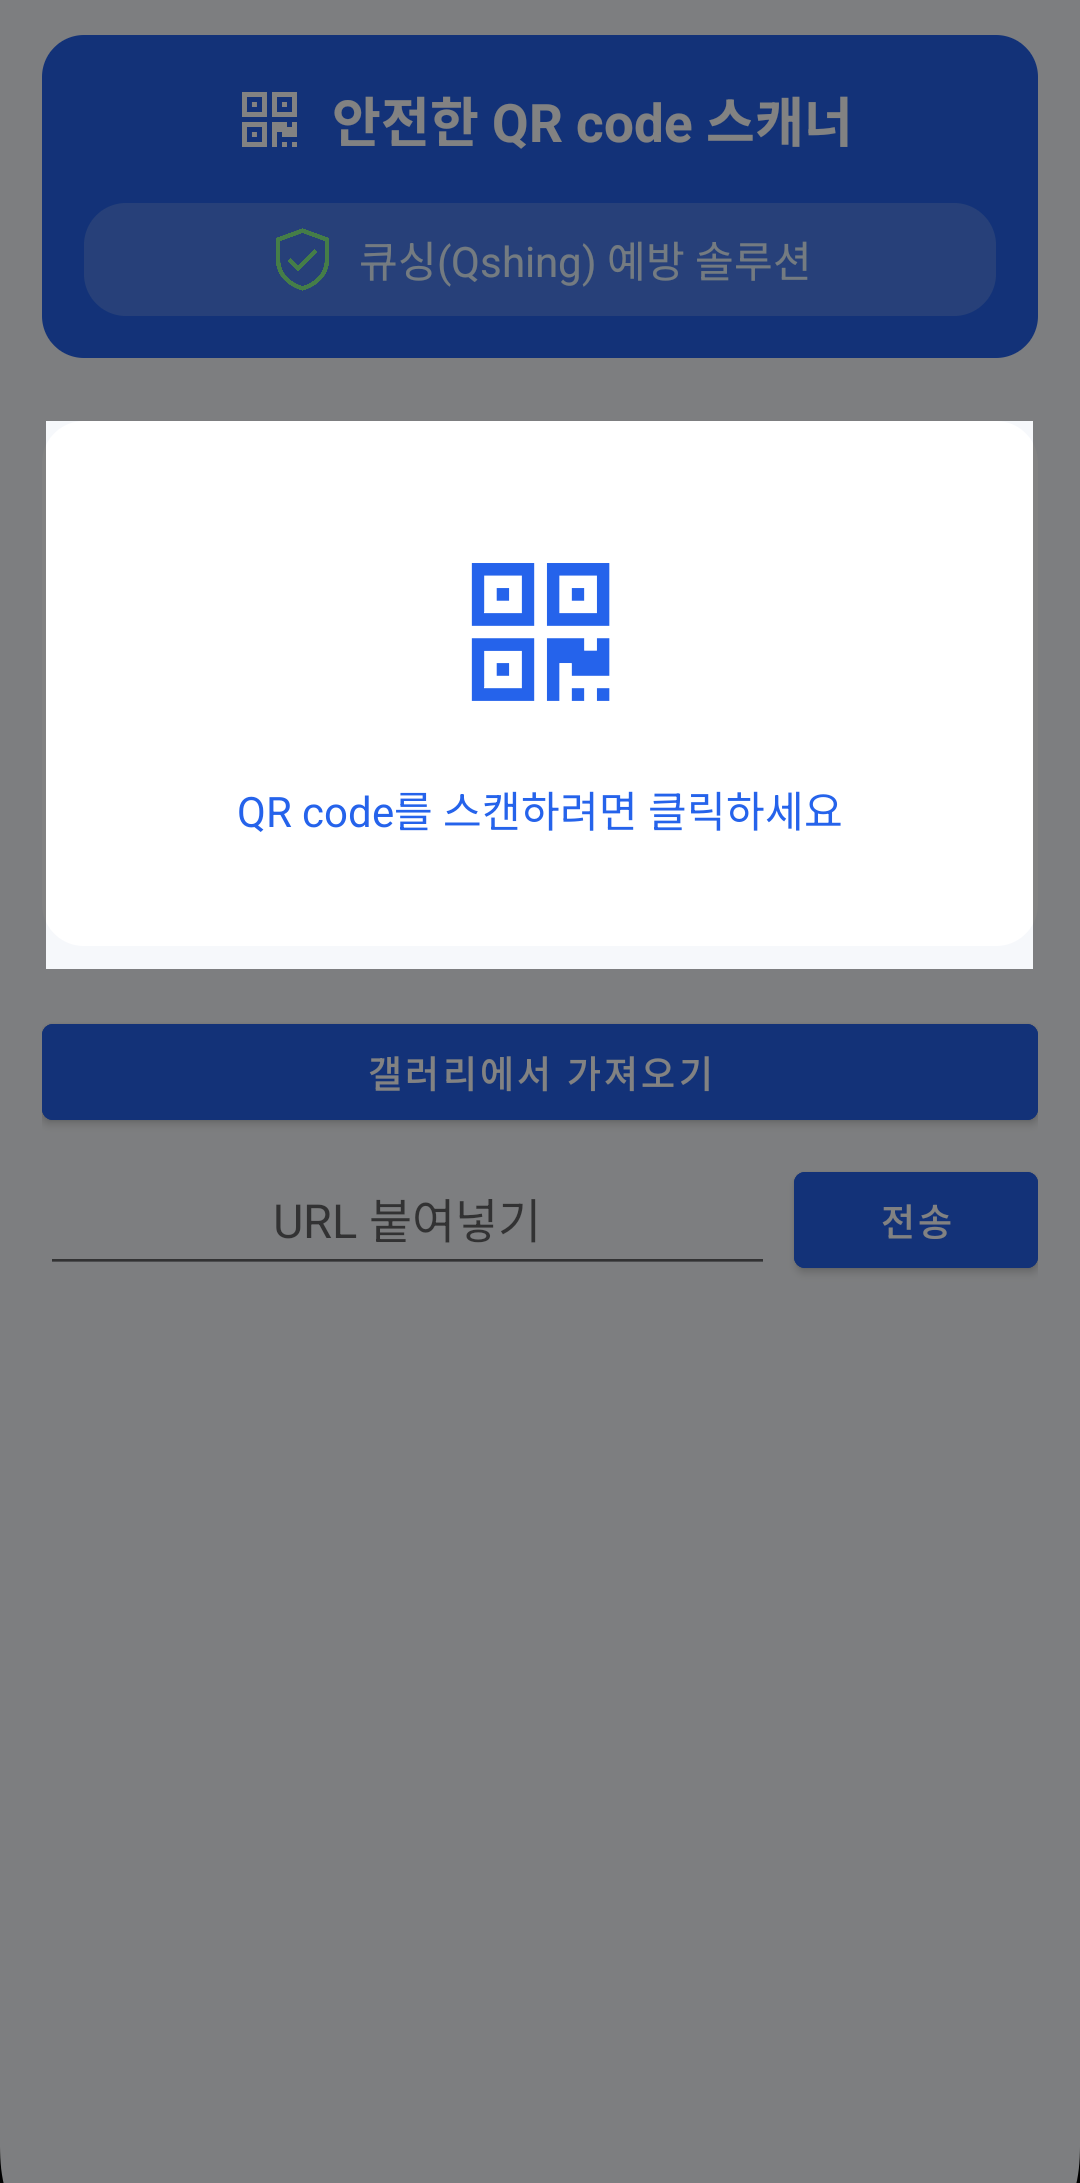 안전한 QR code 스캐너
큐싱(Qshing) 예방 솔루션
QR code를 스캔하려면 클릭하세요
갤러리에서 가져오기
URL 붙여넣기
전송